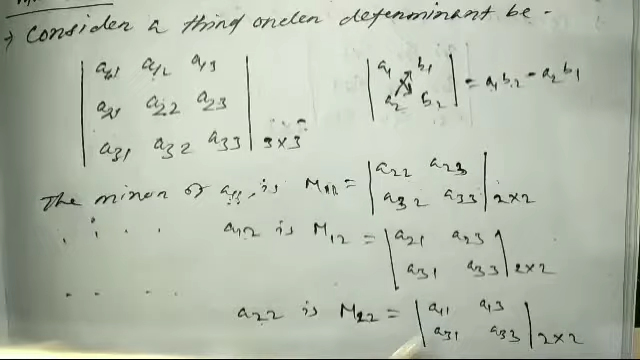 → Consider a third order determinant be -
| a11 a12 a13 |
| a21 a22 a23 |
| a31 a32 a33 | 3×3
| a1 b1 |
| a2 b2 | = a1b2 - a2b1
The minor of a11, is M11 = | a22 a23 |
| a32 a33 | 2×2
. . . . a12 is M12 = | a21 a23 |
| a31 a33 | 2×2
. . . . a22 is M22 = | a11 a13 |
| a31 a33 | 2×2